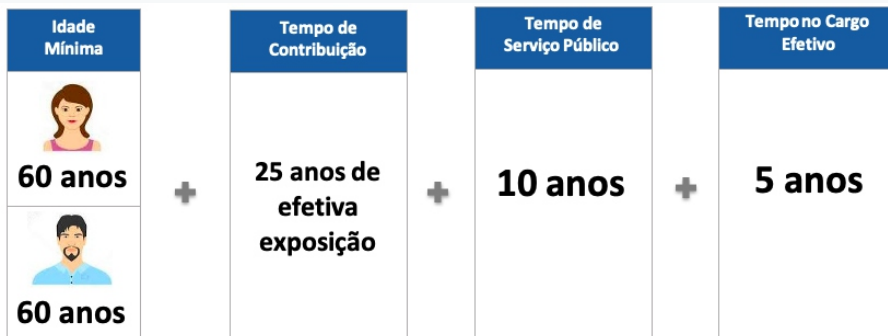 Idade
Mínima
60 anos
60 anos
Tempo de
Contribuição
25 anos de
efetiva
exposição
Tempo de
Serviço Público
10 anos
Tempo no Cargo
Efetivo
5 anos